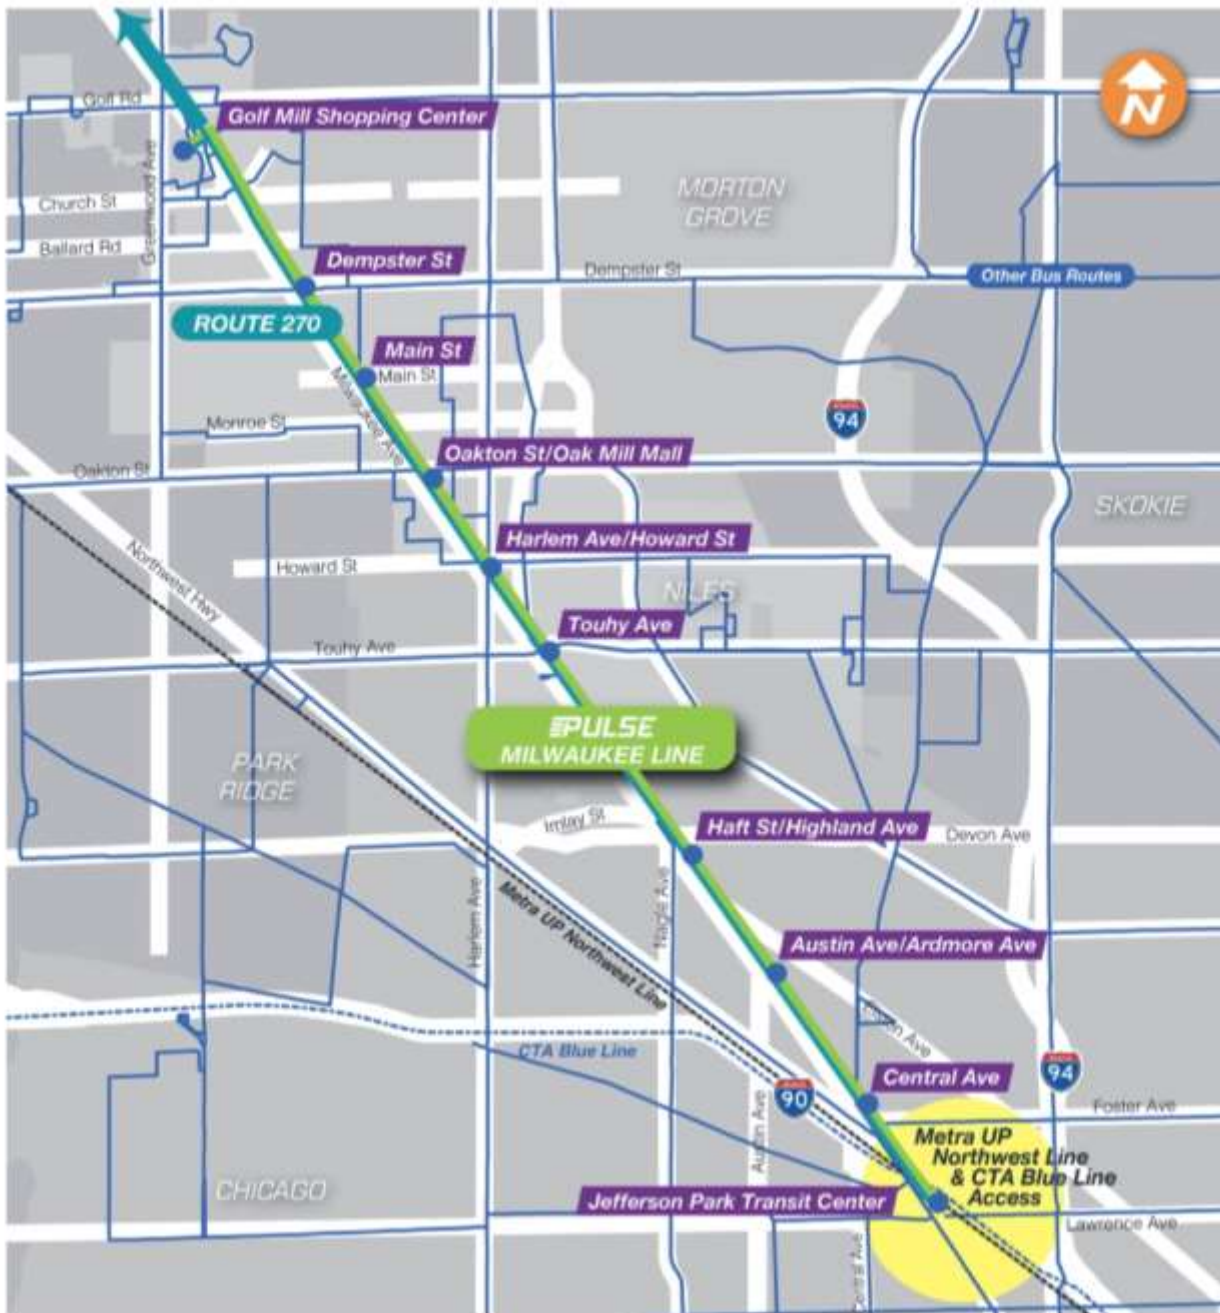 Golf Rd
Golf Mill Shopping Center
N
Greenwood Ave
Church St
MORTON
GROVE
Ballard Rd
Dempster St
Dempster St
Other Bus Routes
ROUTE 270
Main St
Main St
Milwaukee Ave
Monroe St
94
Oakton St/Oak Mill Mall
Oakton St
SKOKIE
Harlem Ave/Howard St
Northwest Hwy
Howard St
NILES
Touhy Ave
Touhy Ave
PULSE
MILWAUKEE LINE
PARK
RIDGE
Imlay St
Haft St/Highland Ave
Devon Ave
Harlem Ave
Nagle Ave
Metra UP Northwest Line
Austin Ave/Ardmore Ave
Ave
CTA Blue Line
Central Ave
94
90
Foster Ave
Austin Ave
Metra UP
Northwest Line
& CTA Blue Line
Access
CHICAGO
Jefferson Park Transit Center
Lawrence Ave
Central Ave